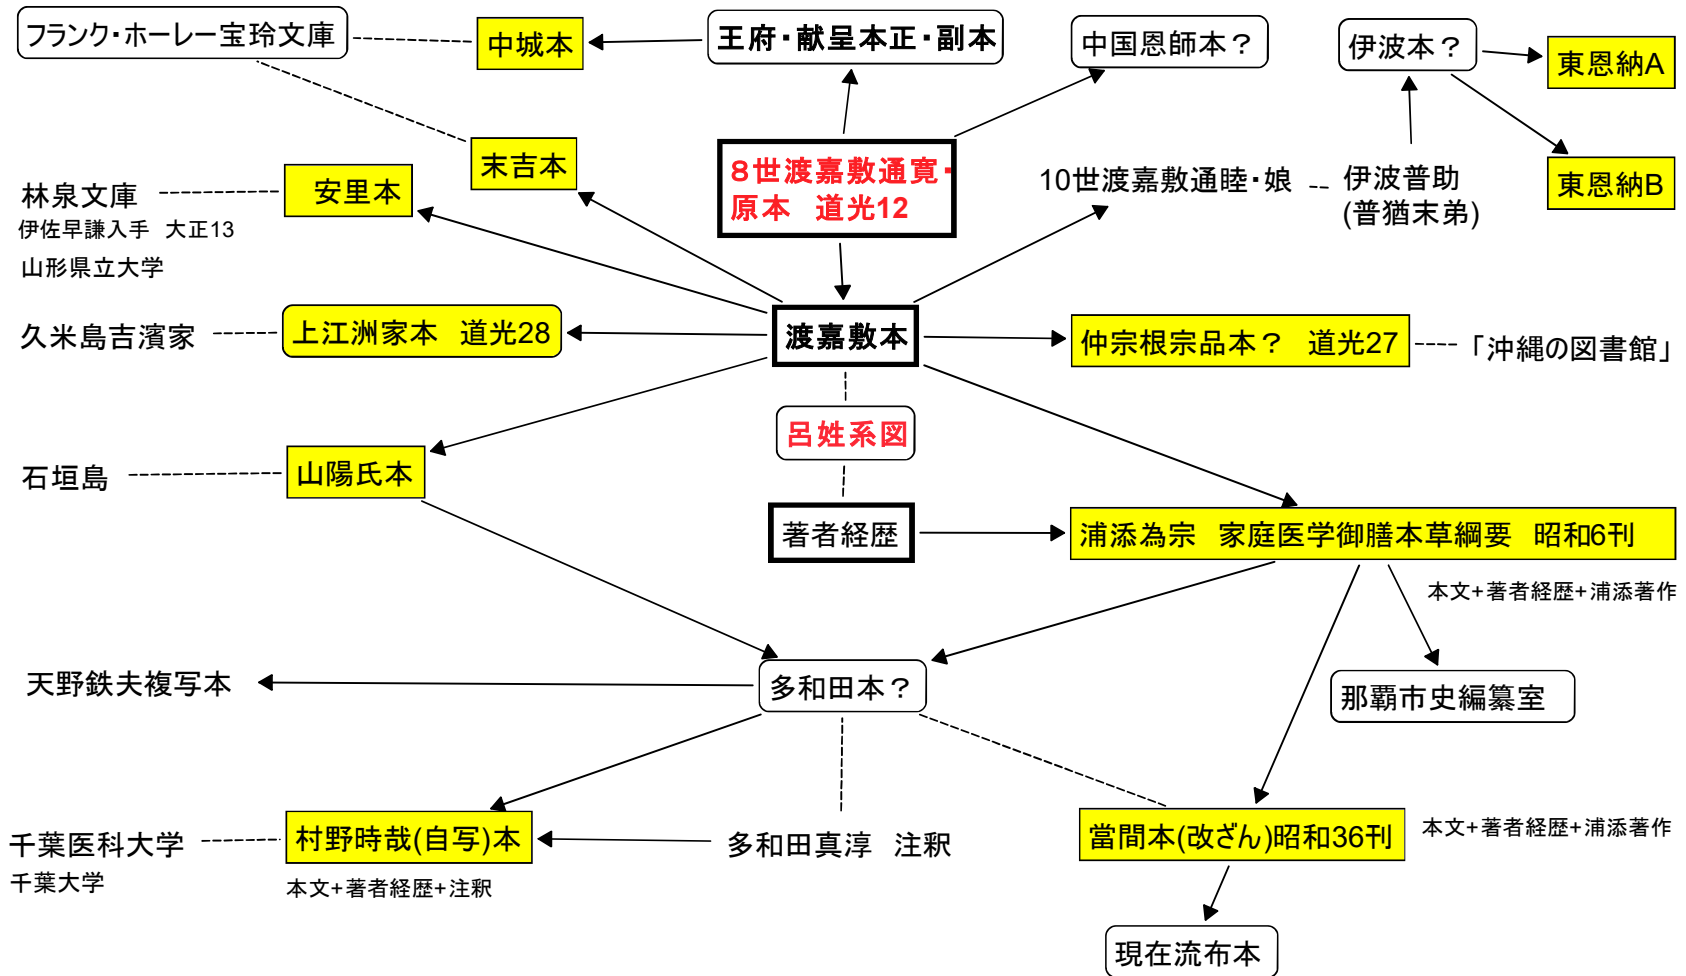 フランク・ホーレー宝玲文庫
中城本
王府・献呈本正・副本
中国恩師本？
伊波本？
東恩納A
末吉本
8世渡嘉敷通寛・
原本　道光12
林泉文庫
伊佐早謙入手　大正13
山形県立大学
安里本
10世渡嘉敷通睦・娘
伊波普助
(普猶末弟)
東恩納B
久米島吉濱家
上江洲家本　道光28
渡嘉敷本
仲宗根宗品本？　道光27
「沖縄の図書館」
呂姓系図
石垣島
山陽氏本
著者経歴
浦添為宗　家庭医学御膳本草綱要　昭和6刊
本文+著者経歴+浦添著作
天野鉄夫複写本
多和田本？
那覇市史編纂室
千葉医科大学
千葉大学
村野時哉(自写)本
本文+著者経歴+注釈
多和田真淳　注釈
當間本(改ざん)昭和36刊
本文+著者経歴+浦添著作
現在流布本